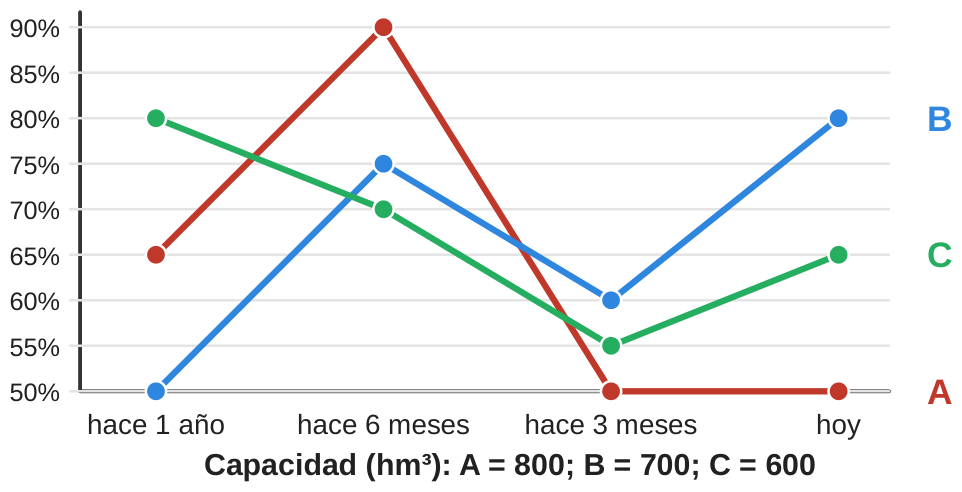 90%
85%
80%
B
75%
70%
65%
C
60%
55%
50%
A
hace 1 año
hace 6 meses
hace 3 meses
hoy
Capacidad (hm³): A = 800; B = 700; C = 600